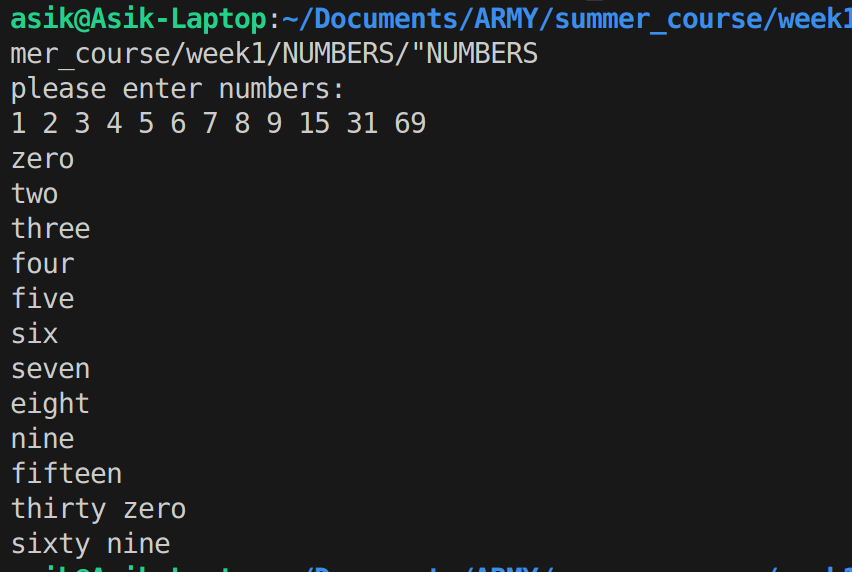 asik@Asik-Laptop:~/Documents/ARMY/summer_course/week1
mer_course/week1/NUMBERS/"NUMBERS
please enter numbers:
1 2 3 4 5 6 7 8 9 15 31 69
zero
two
three
four
five
six
seven
eight
nine
fifteen
thirty zero
sixty nine